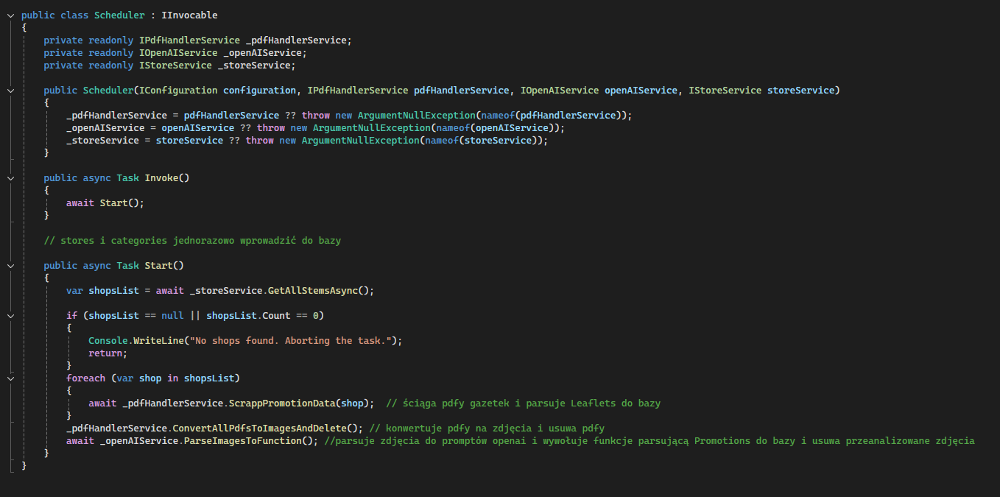 public class Scheduler : IInvocable
{
    private readonly IPdfHandlerService _pdfHandlerService;
    private readonly IOpenAIService _openAIService;
    private readonly IStoreService _storeService;

    public Scheduler(IConfiguration configuration, IPdfHandlerService pdfHandlerService, IOpenAIService openAIService, IStoreService storeService)
    {
        _pdfHandlerService = pdfHandlerService ?? throw new ArgumentNullException(nameof(pdfHandlerService));
        _openAIService = openAIService ?? throw new ArgumentNullException(nameof(openAIService));
        _storeService = storeService ?? throw new ArgumentNullException(nameof(storeService));
    }

    public async Task Invoke()
    {
        await Start();
    }

    // stores i categories jednorazowo wprowadzić do bazy

    public async Task Start()
    {
        var shopsList = await _storeService.GetAllStemsAsync();

        if (shopsList == null || shopsList.Count == 0)
        {
            Console.WriteLine("No shops found. Aborting the task.");
            return;
        }
        foreach (var shop in shopsList)
        {
            await _pdfHandlerService.ScrappPromotionData(shop);  // ściąga pdfy gazetek i parsuje Leaflets do bazy
        }
        _pdfHandlerService.ConvertAllPdfsToImagesAndDelete(); // konwertuje pdfy na zdjęcia i usuwa pdfy
        await _openAIService.ParseImagesToFunction(); //parsuje zdjęcia do promptów openai i wywołuje funkcje parsującą Promotions do bazy i usuwa przeanalizowane zdjęcia
    }
}